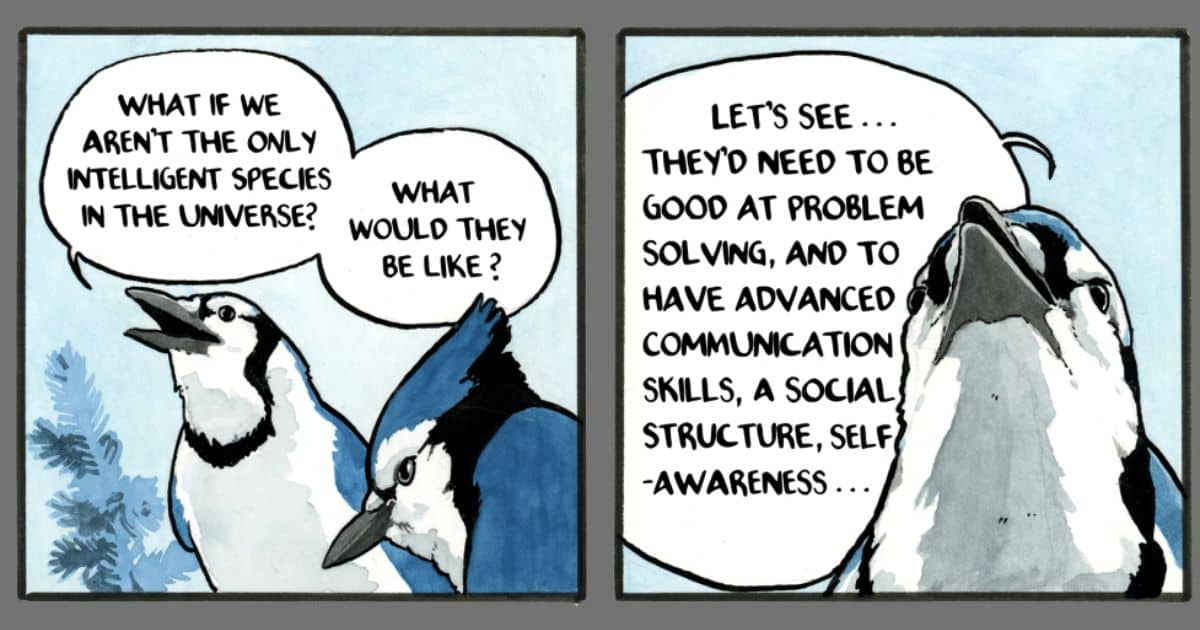 WHAT IF WE
AREN'T THE ONLY
INTELLIGENT SPECIES
IN THE UNIVERSE?
WHAT
WOULD THEY
BE LIKE?
LET'S SEE...
THEY'D NEED TO BE
GOOD AT PROBLEM
SOLVING, AND TO
HAVE ADVANCED
COMMUNICATION
SKILLS, A SOCIAL
STRUCTURE, SELF
-AWARENESS...